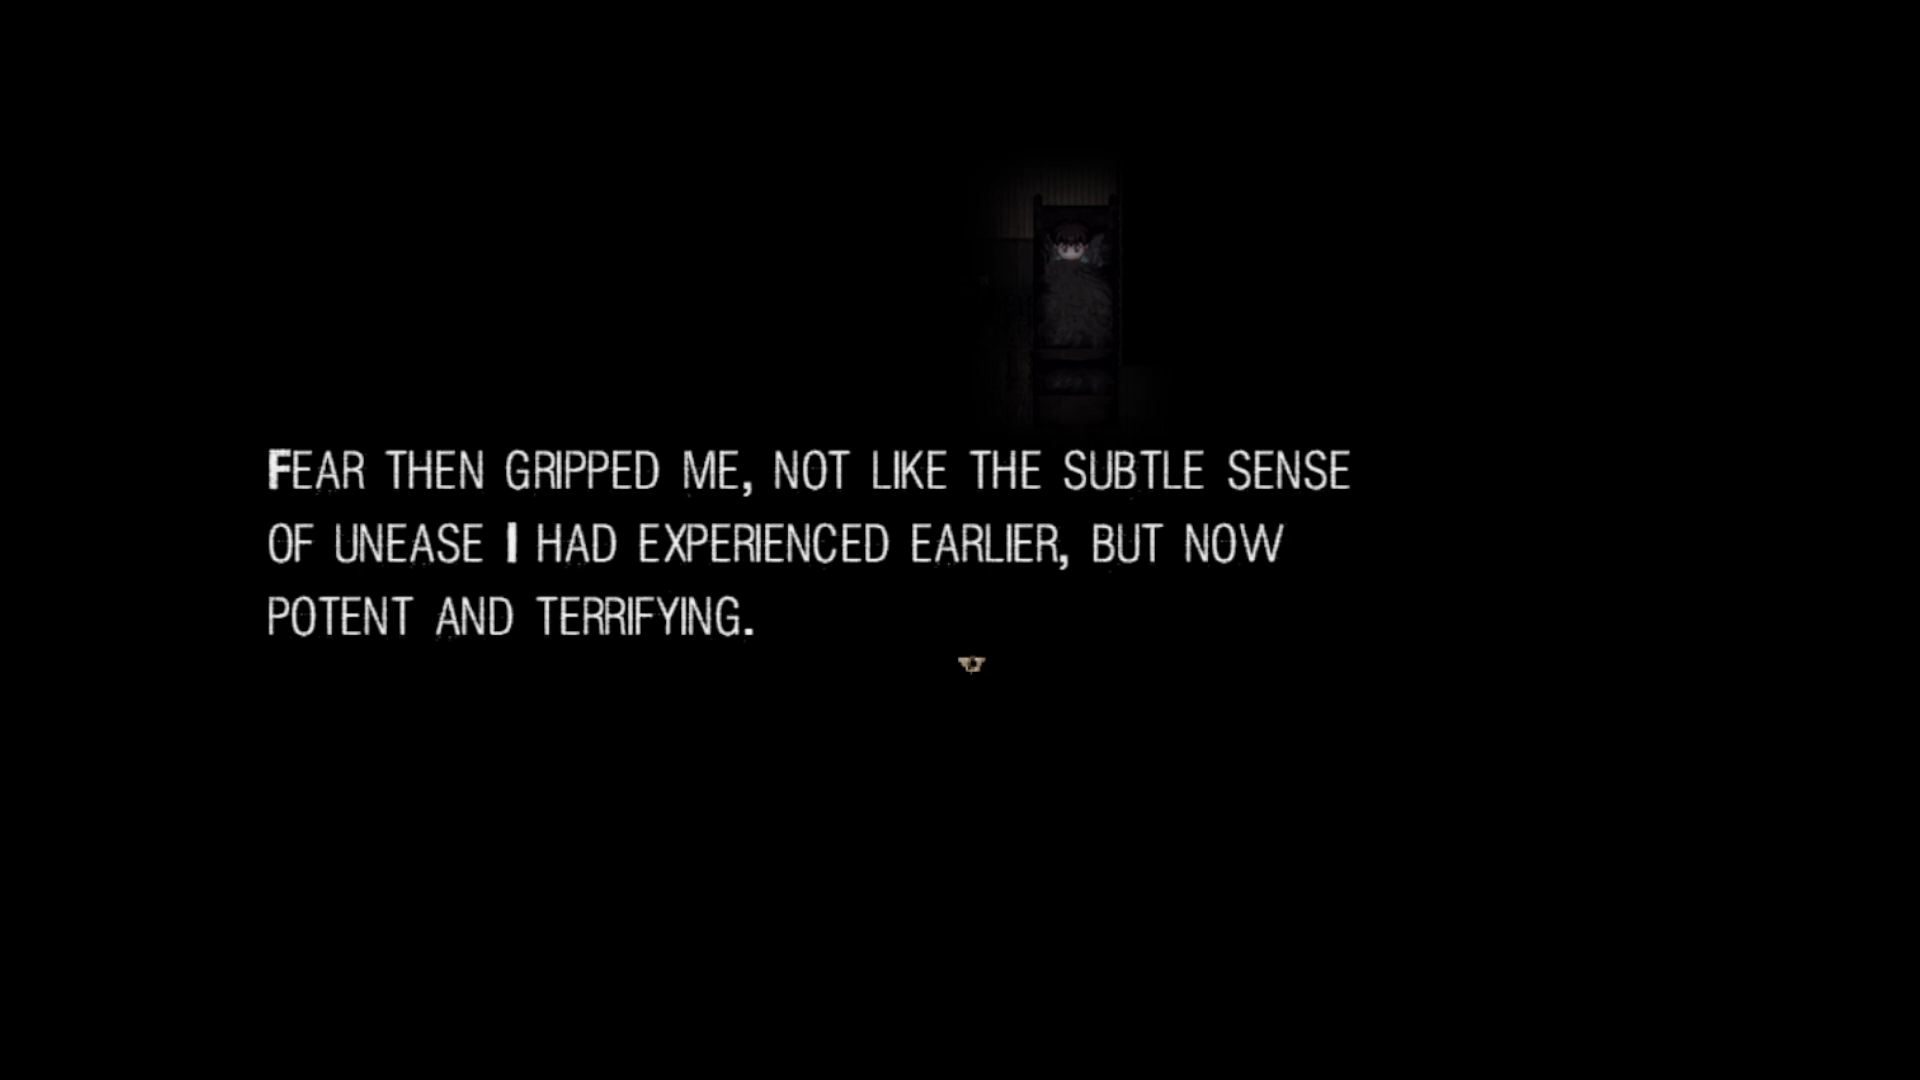 Fear then gripped me, not like the subtle sense
of unease I had experienced earlier, but now
potent and terrifying.